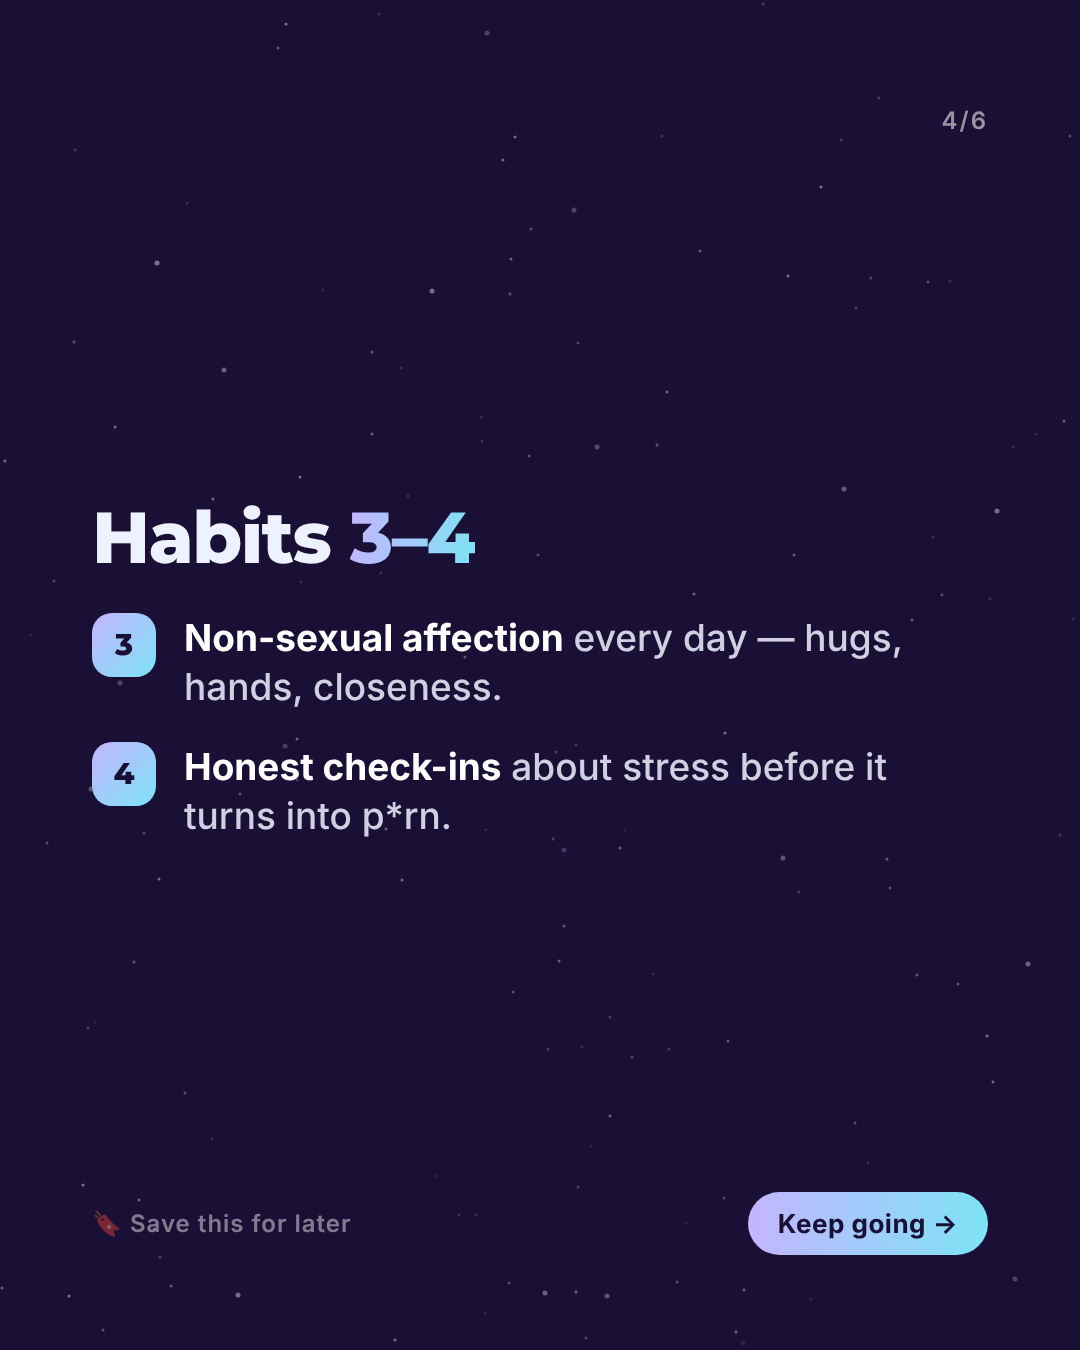 4/6
Habits 3–4
3
Non-sexual affection every day — hugs,
hands, closeness.
4
Honest check-ins about stress before it
turns into p*rn.
🔖 Save this for later
Keep going →